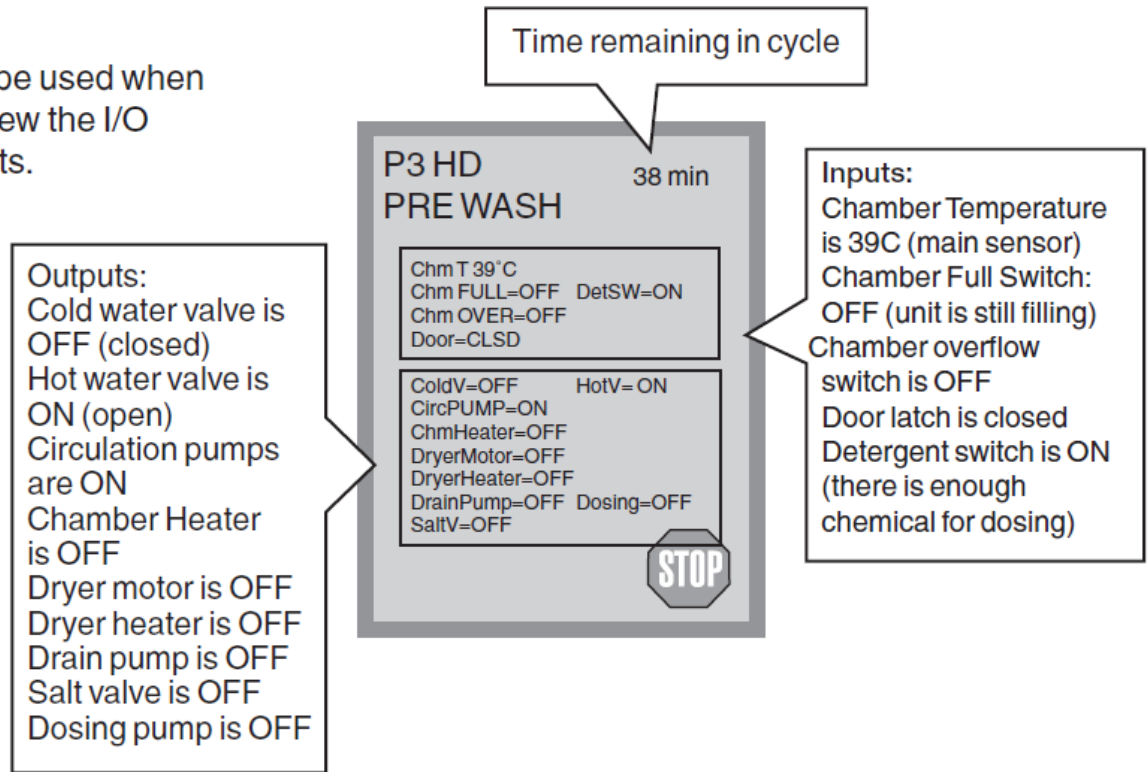 be used when
ew the I/O
ts.
Time remaining in cycle
P3 HD 38 min
PRE WASH
Chm T 39°C
Chm FULL=OFF DetSW=ON
Chm OVER=OFF
Door=CLSD
ColdV=OFF HotV= ON
CircPUMP=ON
ChmHeater=OFF
DryerMotor=OFF
DryerHeater=OFF
DrainPump=OFF Dosing=OFF
SaltV=OFF
STOP
Outputs:
Cold water valve is
OFF (closed)
Hot water valve is
ON (open)
Circulation pumps
are ON
Chamber Heater
is OFF
Dryer motor is OFF
Dryer heater is OFF
Drain pump is OFF
Salt valve is OFF
Dosing pump is OFF
Inputs:
Chamber Temperature
is 39C (main sensor)
Chamber Full Switch:
OFF (unit is still filling)
Chamber overflow
switch is OFF
Door latch is closed
Detergent switch is ON
(there is enough
chemical for dosing)